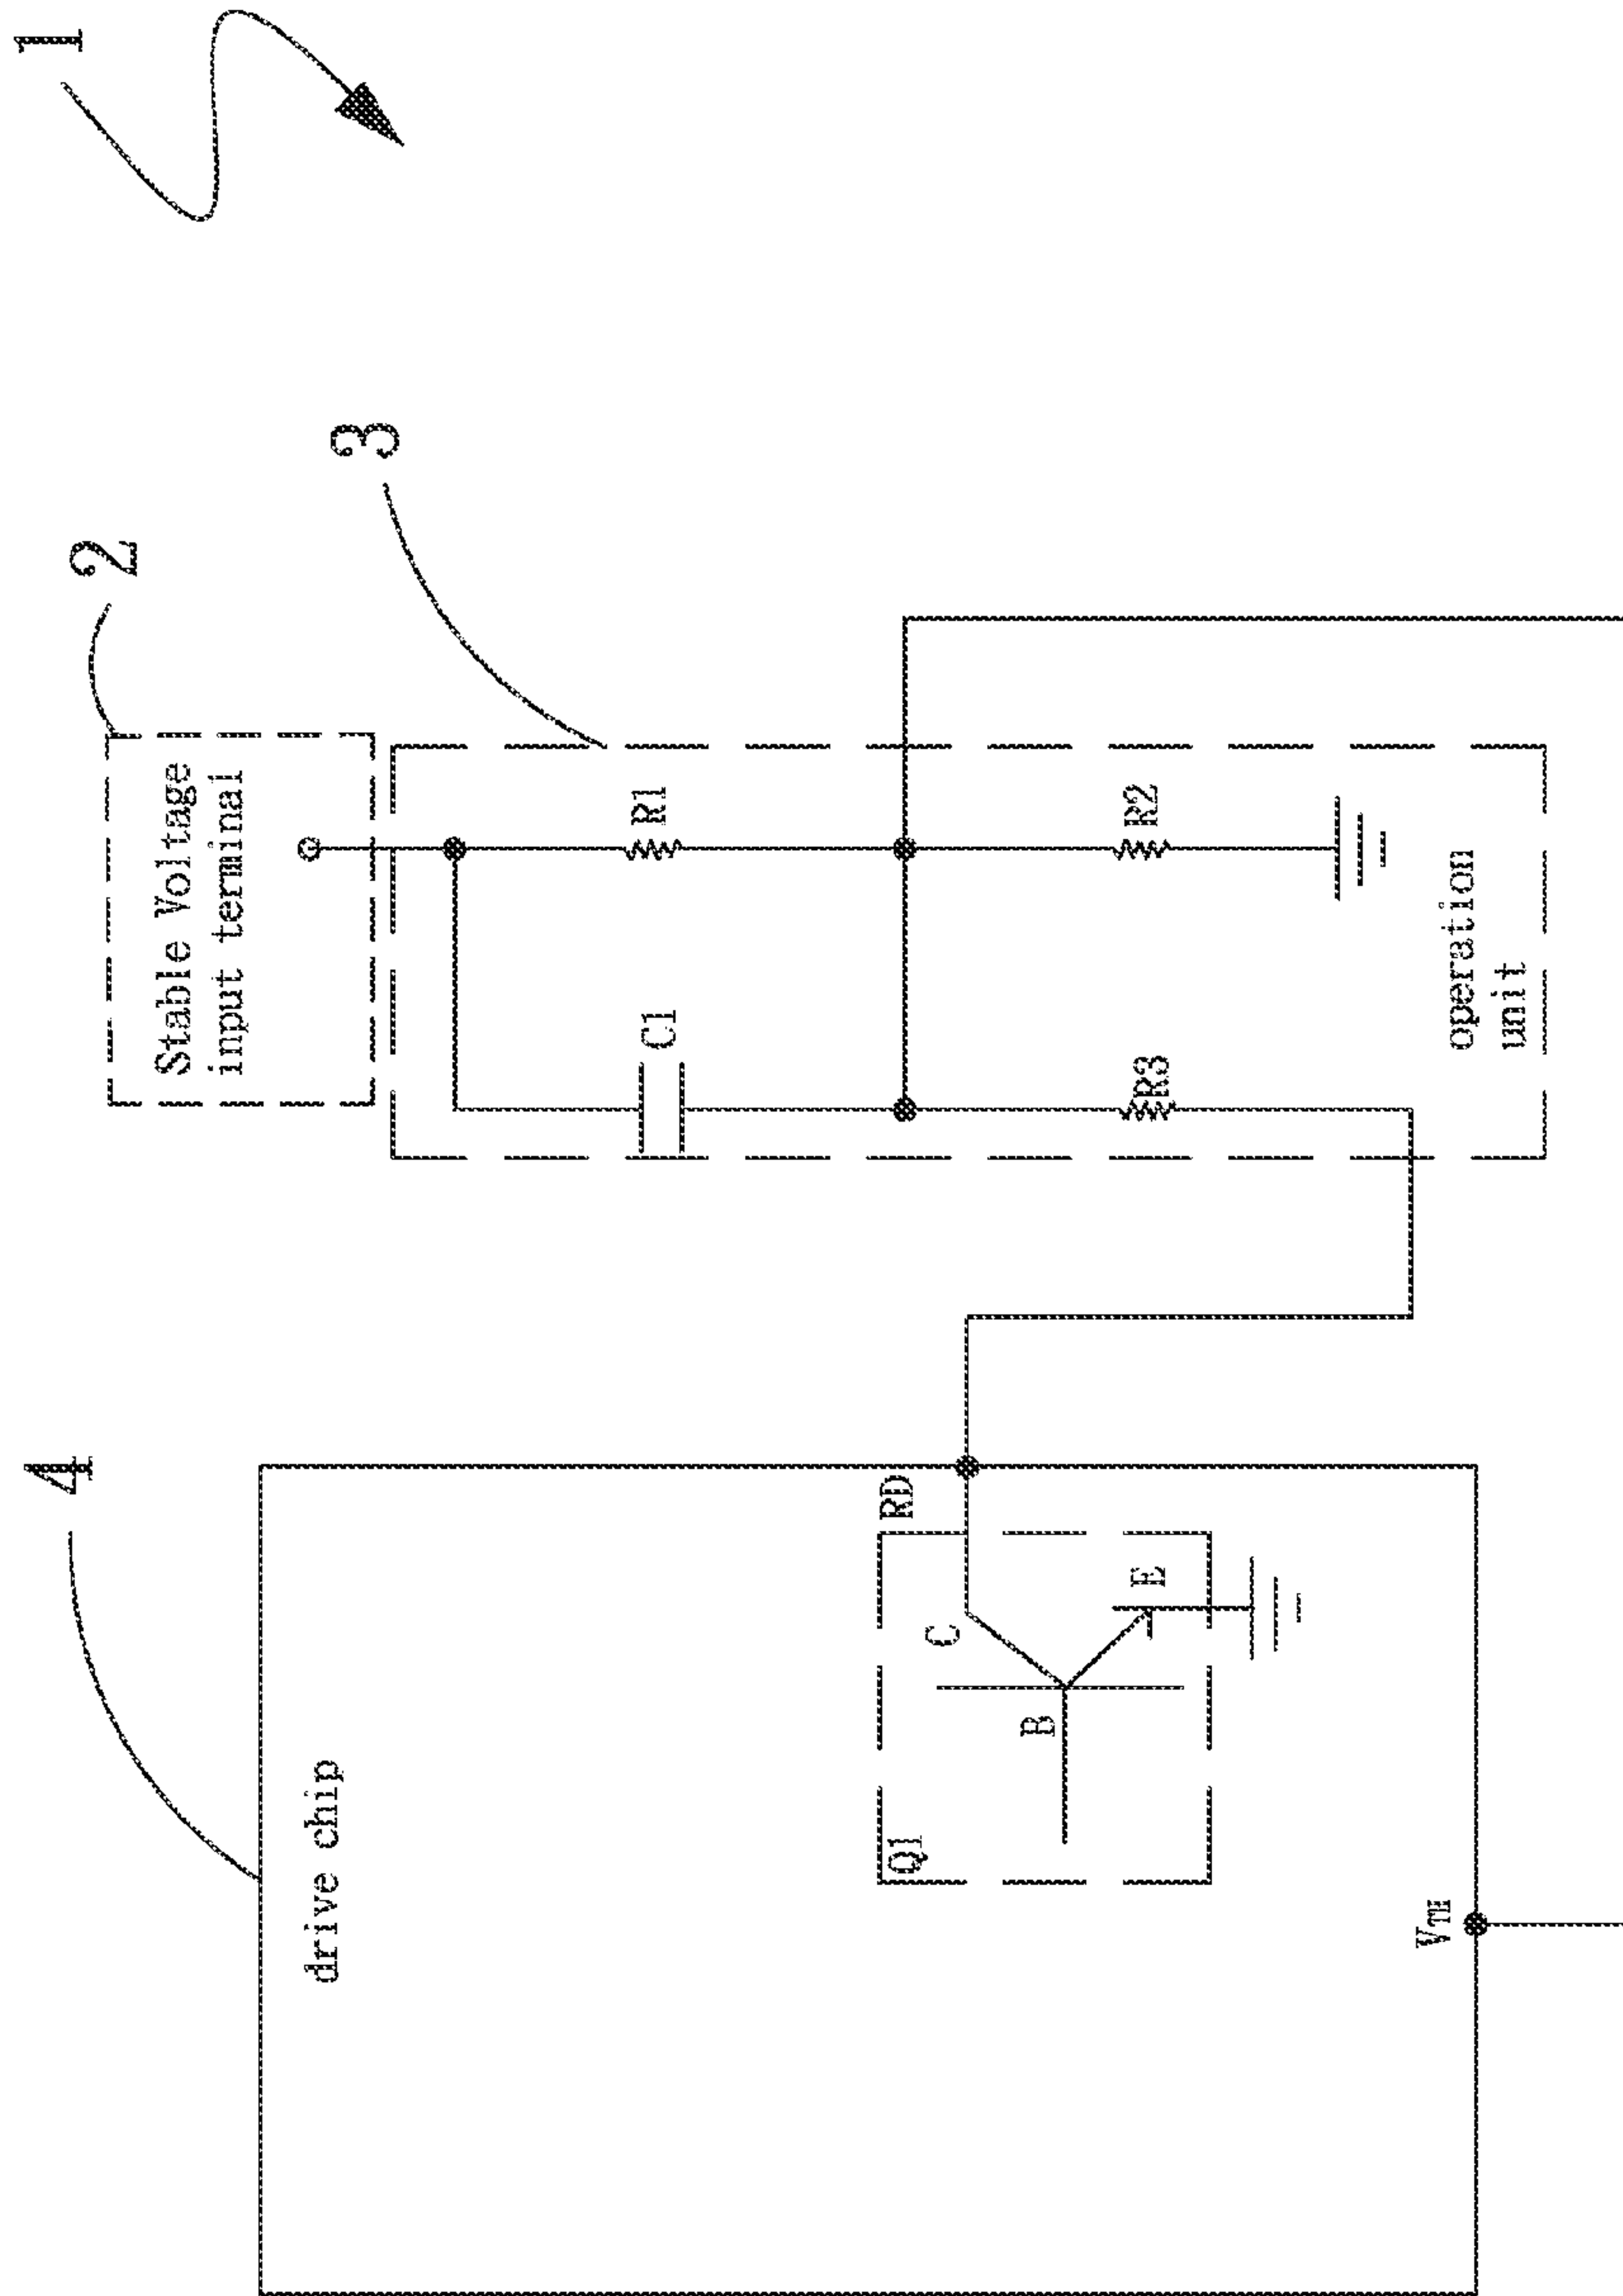 1
2
Stable Voltage
input terminal
3
R1
C1
R2
R3
operation
unit
4
drive chip
RD
C
B
E
Q1
VTH